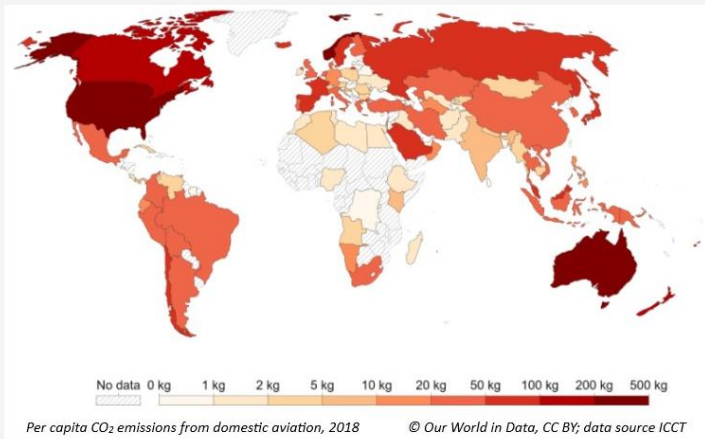 No data 0 kg 1 kg 2 kg 5 kg 10 kg 20 kg 50 kg 100 kg 200 kg 500 kg
Per capita CO₂ emissions from domestic aviation, 2018 © Our World in Data, CC BY; data source ICCT